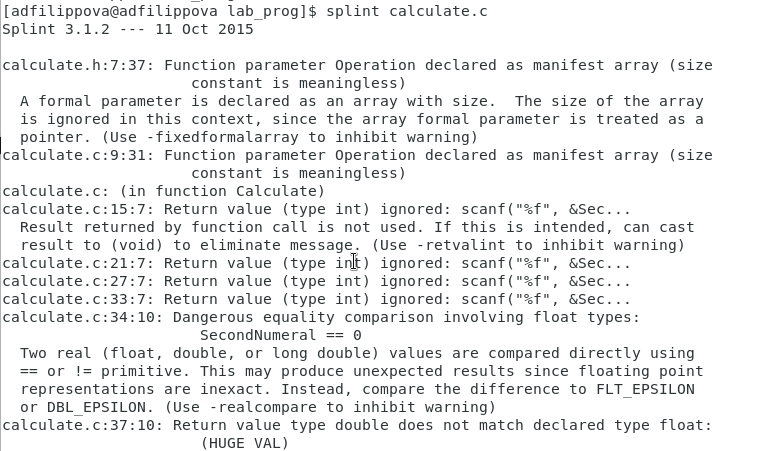 [adfilippova@adfilippova lab_prog]$ splint calculate.c
Splint 3.1.2 --- 11 Oct 2015
calculate.h:7:37: Function parameter Operation declared as manifest array (size
constant is meaningless)
A formal parameter is declared as an array with size.  The size of the array
is ignored in this context, since the array formal parameter is treated as a
pointer. (Use -fixedformalarray to inhibit warning)
calculate.c:9:31: Function parameter Operation declared as manifest array (size
constant is meaningless)
calculate.c: (in function Calculate)
calculate.c:15:7: Return value (type int) ignored: scanf("%f", &Sec...
Result returned by function call is not used. If this is intended, can cast
result to (void) to eliminate message. (Use -retvalint to inhibit warning)
calculate.c:21:7: Return value (type int) ignored: scanf("%f", &Sec...
calculate.c:27:7: Return value (type int) ignored: scanf("%f", &Sec...
calculate.c:33:7: Return value (type int) ignored: scanf("%f", &Sec...
calculate.c:34:10: Dangerous equality comparison involving float types:
SecondNumeral == 0
Two real (float, double, or long double) values are compared directly using
== or != primitive. This may produce unexpected results since floating point
representations are inexact. Instead, compare the difference to FLT_EPSILON
or DBL_EPSILON. (Use -realcompare to inhibit warning)
calculate.c:37:10: Return value type double does not match declared type float:
(HUGE_VAL)